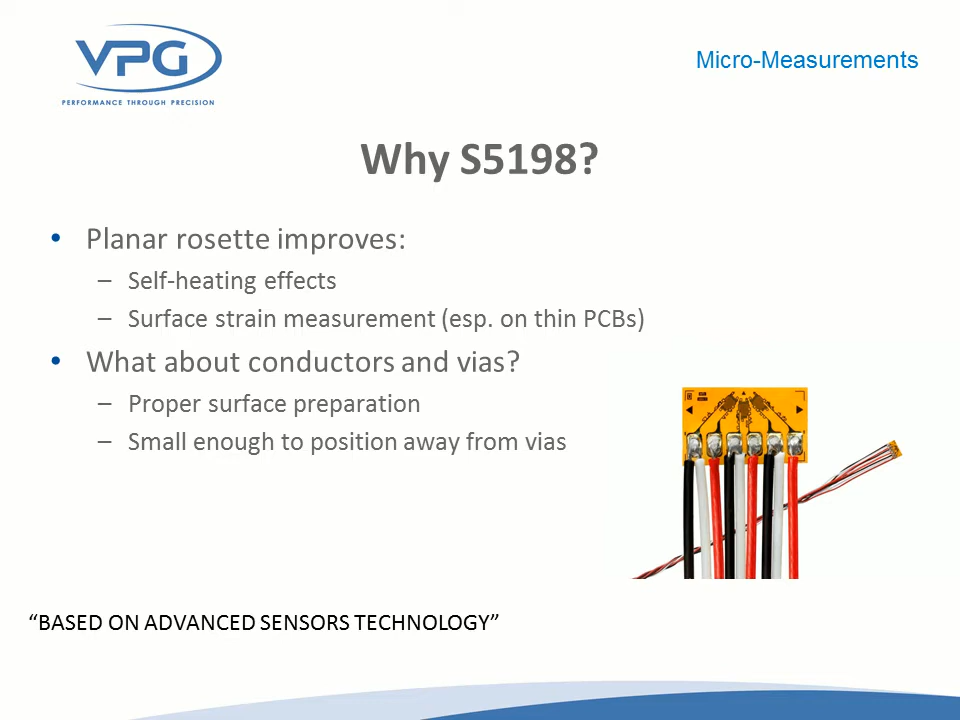 VPG
PERFORMANCE THROUGH PRECISION
Micro-Measurements
Why S5198?
• Planar rosette improves:
– Self-heating effects
– Surface strain measurement (esp. on thin PCBs)
• What about conductors and vias?
– Proper surface preparation
– Small enough to position away from vias
“BASED ON ADVANCED SENSORS TECHNOLOGY”